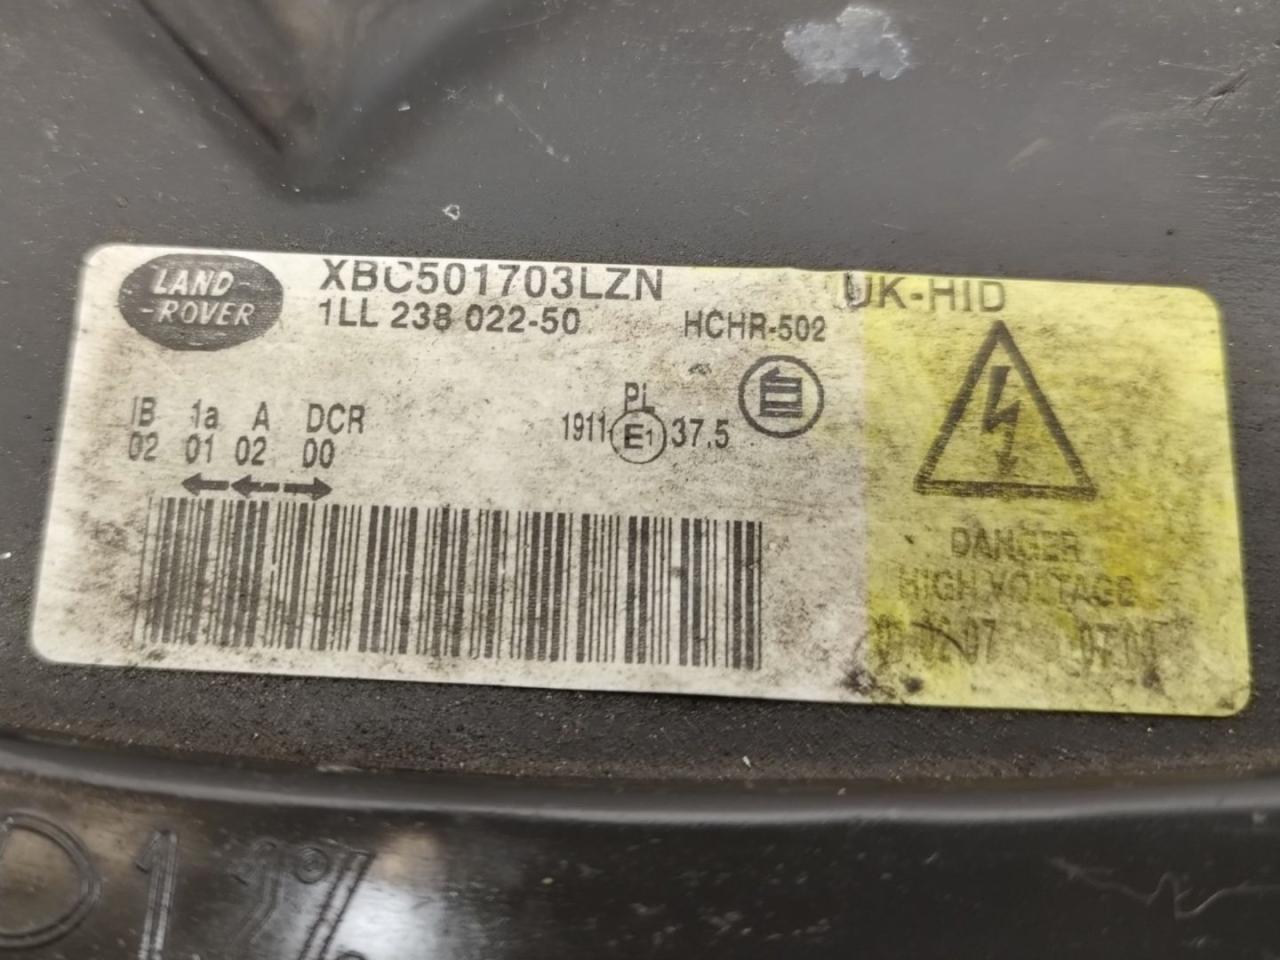 LAND-
-ROVER
XBC501703LZN
UK-HID
1LL 238 022-50
HCHR-502
IB 1a A DCR
02 01 02 00
PL
1911 E1 37.5
DANGER
HIGH VOLTAGE
D1